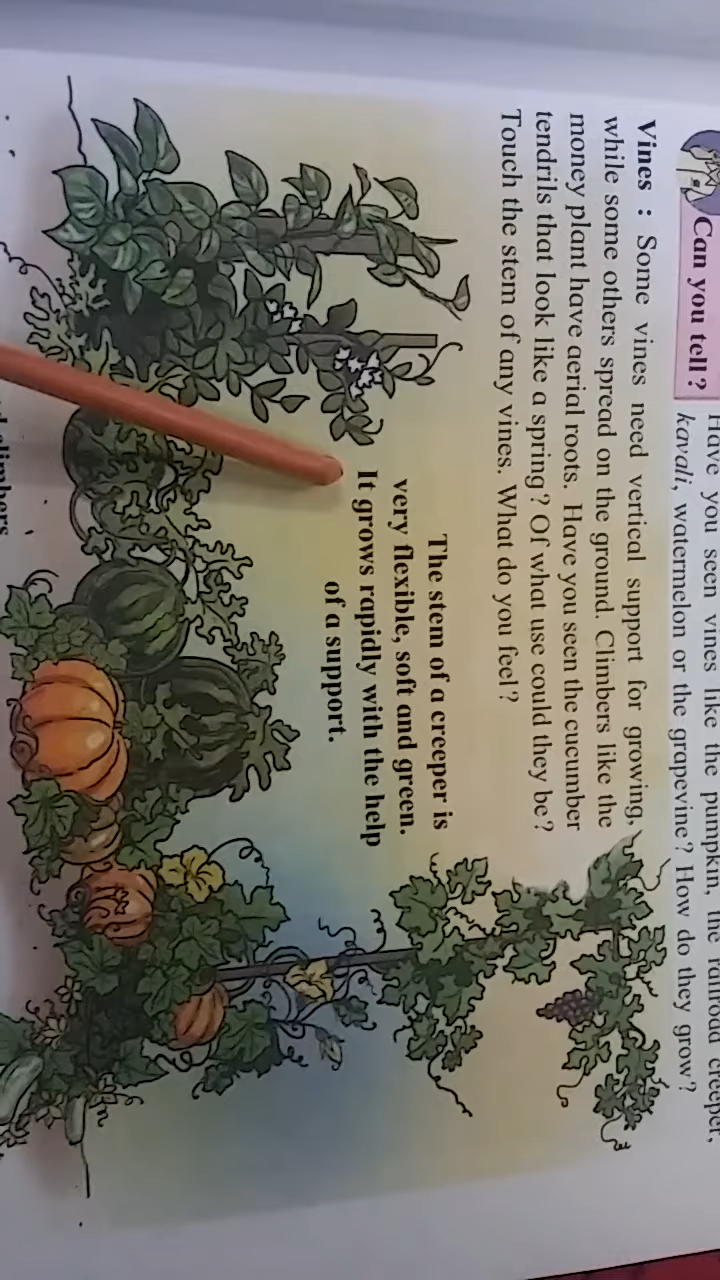 Can you tell?
Have you seen vines like the pumpkin, the railroad creeper,
kavali, watermelon or the grapevine? How do they grow?
Vines : Some vines need vertical support for growing,
while some others spread on the ground. Climbers like the
money plant have aerial roots. Have you seen the cucumber
tendrils that look like a spring? Of what use could they be?
Touch the stem of any vines. What do you feel?
The stem of a creeper is
very flexible, soft and green.
It grows rapidly with the help
of a support.
climbers